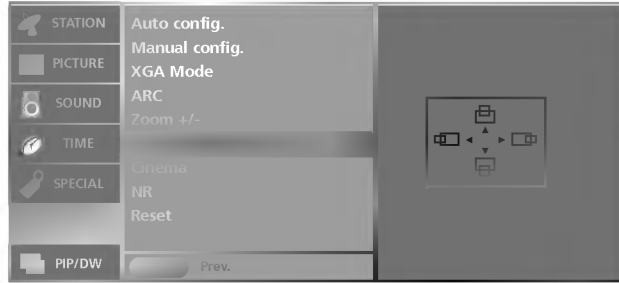 STATION
PICTURE
SOUND
TIME
SPECIAL
PIP/DW
Auto config.
Manual config.
XGA Mode
ARC
Zoom +/-
Cinema
NR
Reset
Prev.